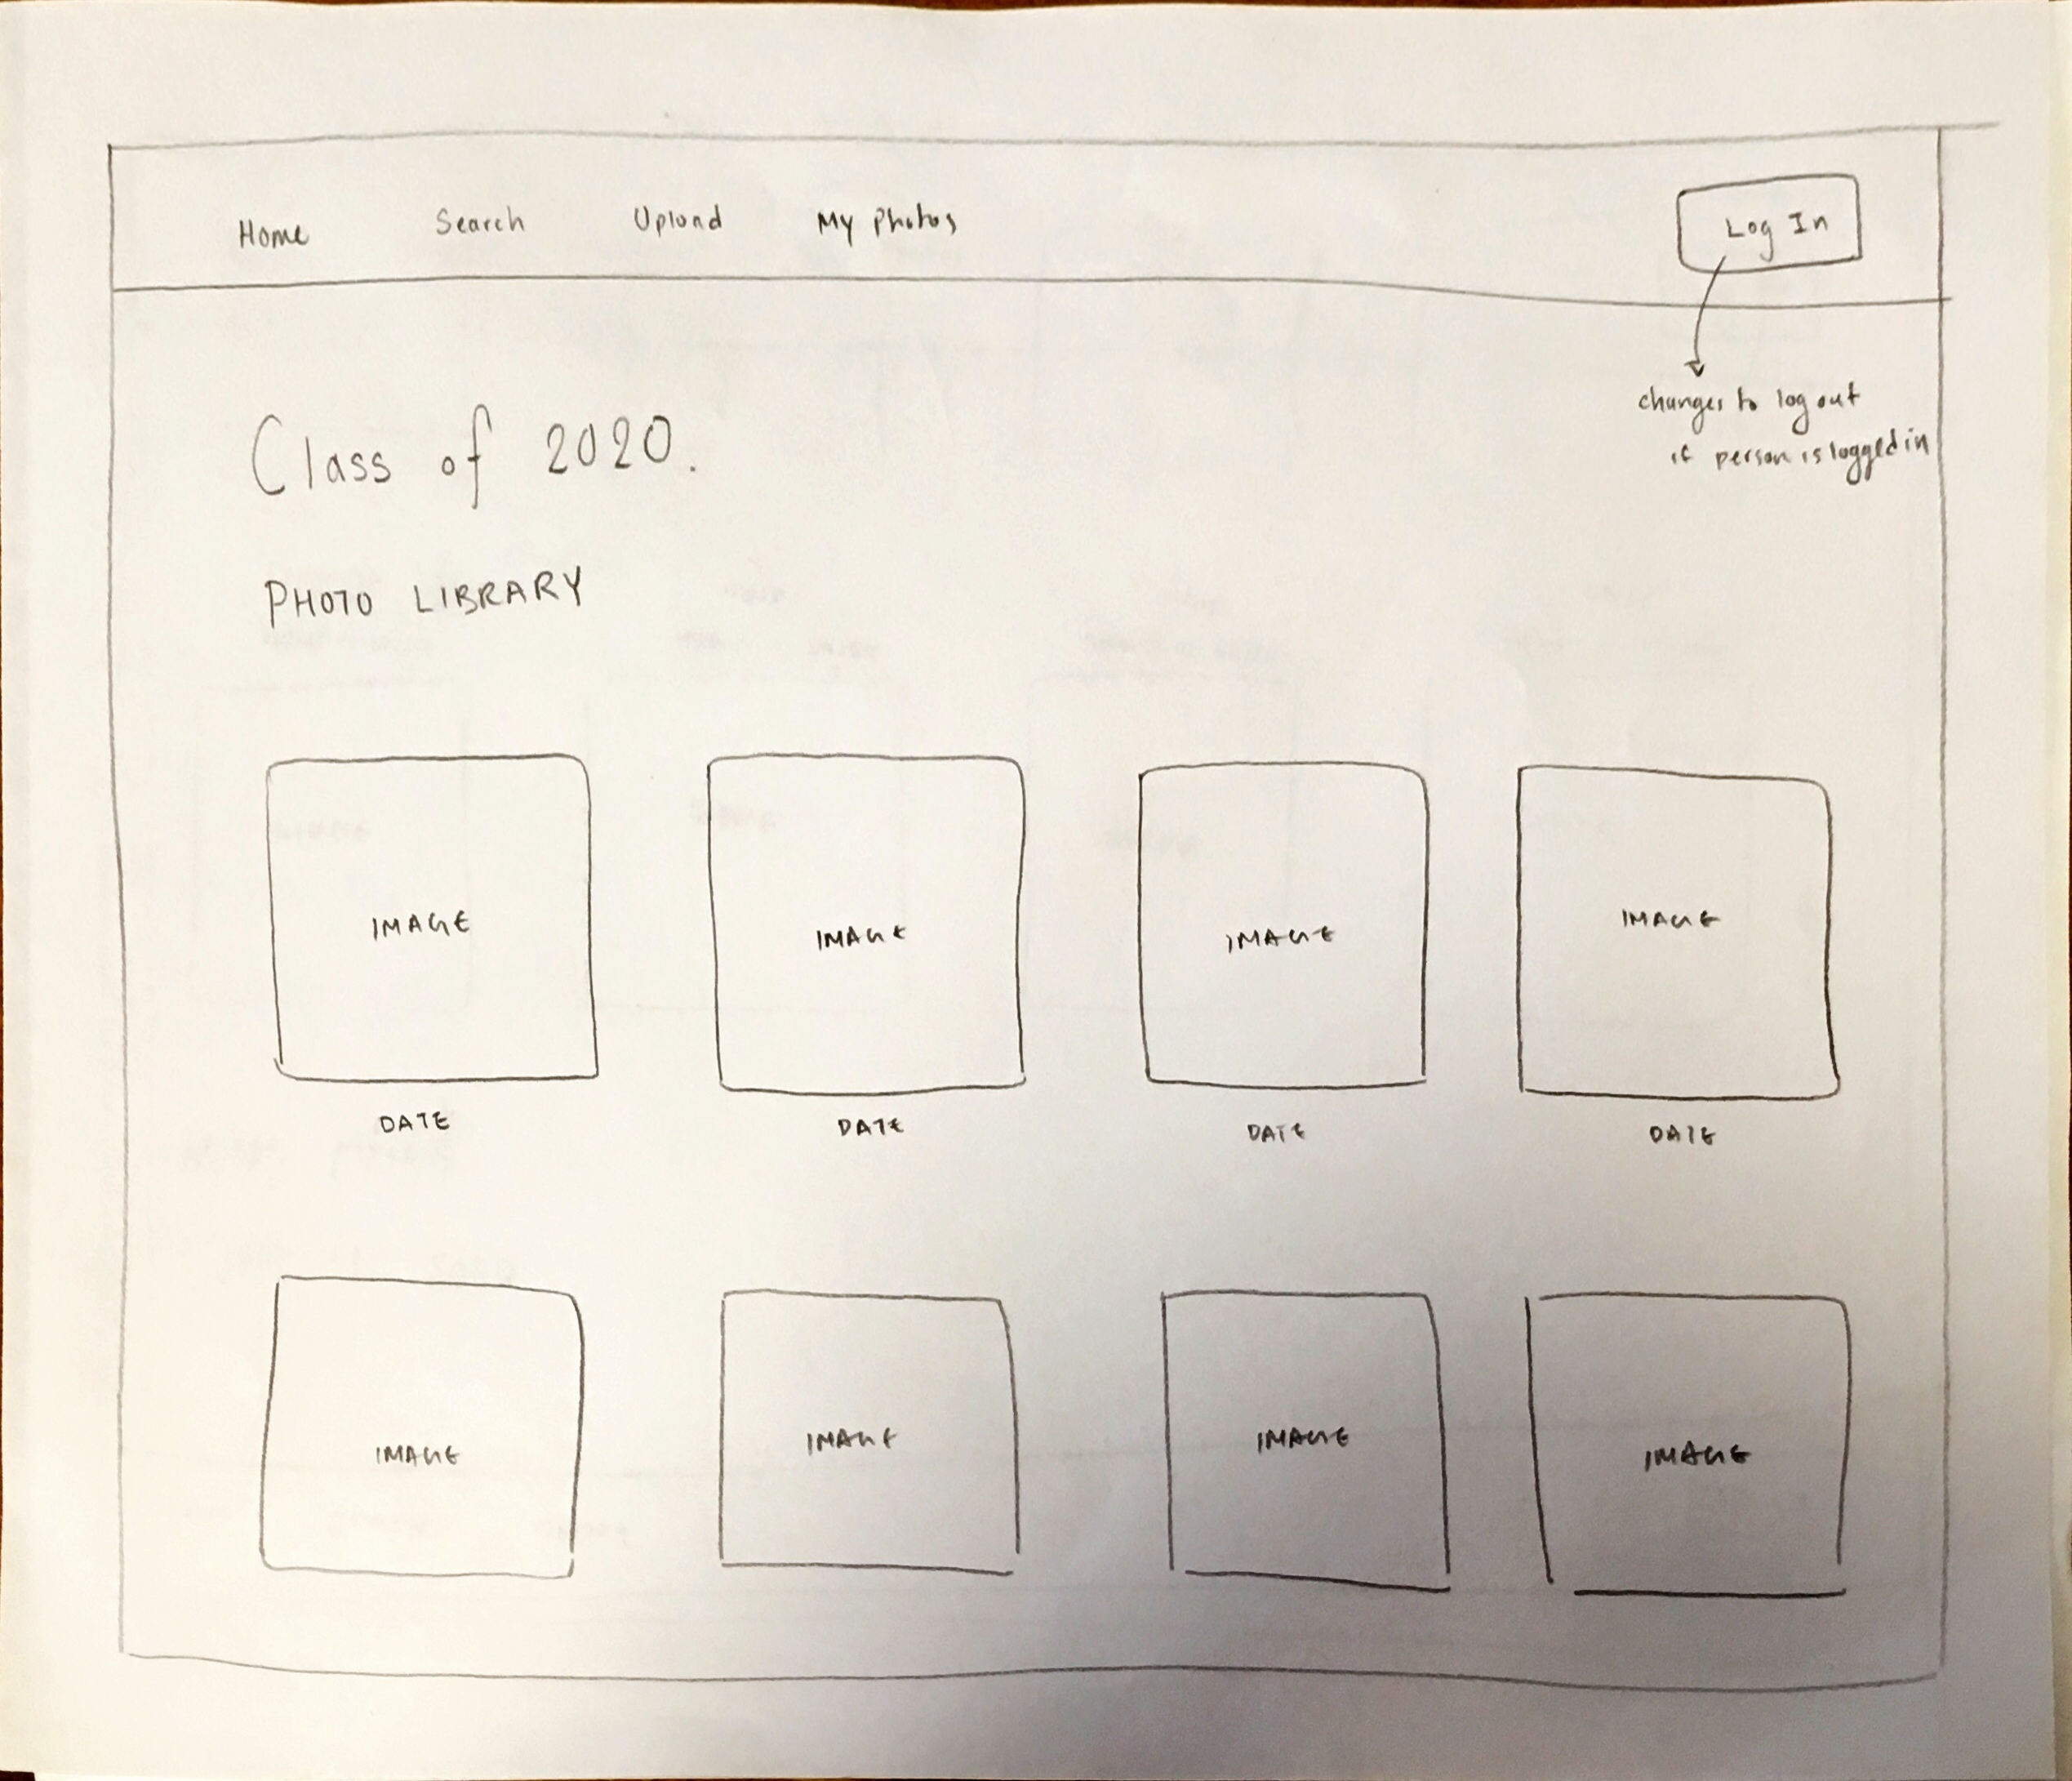 Home Search Upload My Photos Log In
changes to log out
if person is logged in
Class of 2020.
PHOTO LIBRARY
IMAGE IMAGE IMAGE IMAGE
DATE DATE DATE DATE
IMAGE IMAGE IMAGE IMAGE